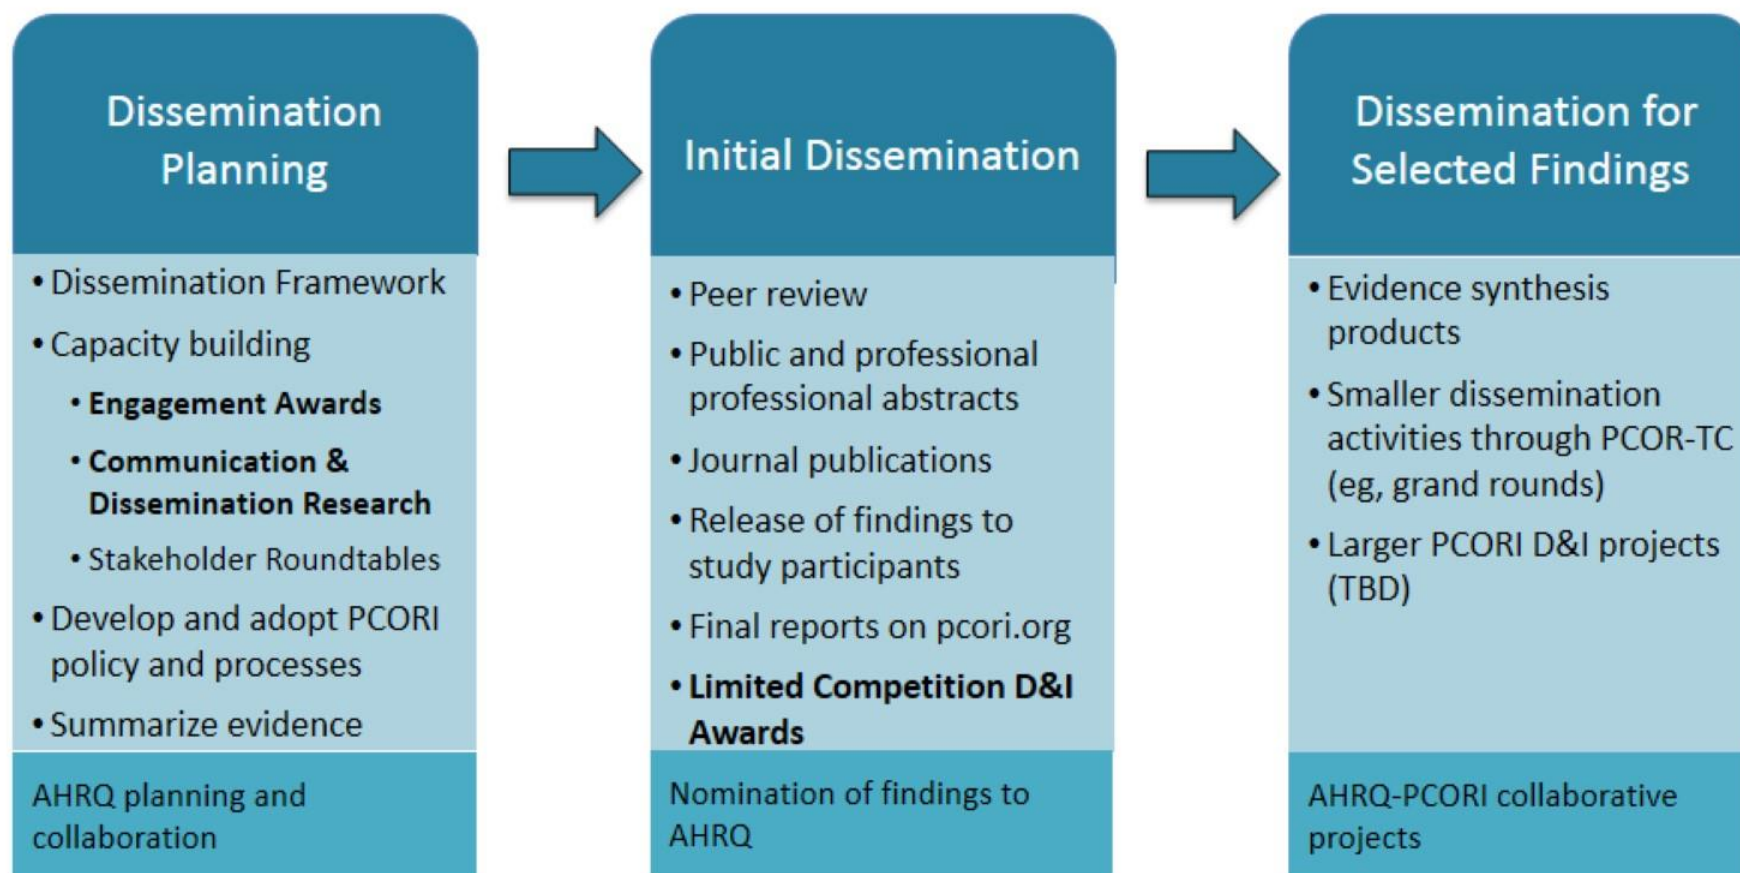 Dissemination
Planning
• Dissemination Framework
• Capacity building
• Engagement Awards
• Communication &
Dissemination Research
• Stakeholder Roundtables
• Develop and adopt PCORI
policy and processes
• Summarize evidence
AHRQ planning and
collaboration
Initial Dissemination
• Peer review
• Public and professional
professional abstracts
• Journal publications
• Release of findings to
study participants
• Final reports on pcori.org
• Limited Competition D&I
Awards
Nomination of findings to
AHRQ
Dissemination for
Selected Findings
• Evidence synthesis
products
• Smaller dissemination
activities through PCOR-TC
(eg, grand rounds)
• Larger PCORI D&I projects
(TBD)
AHRQ-PCORI collaborative
projects